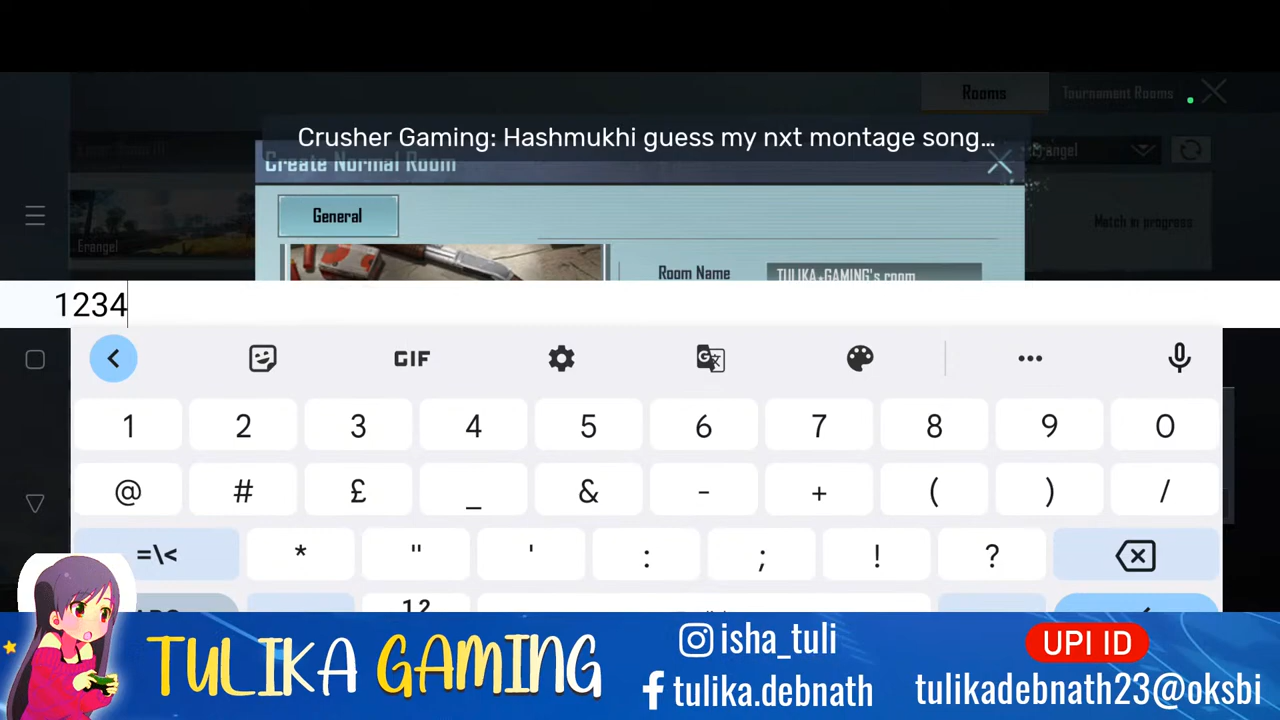 Rooms
Tournament Rooms
Crusher Gaming: Hashmukhi guess my nxt montage song…
angel
Create Normal Room
General
Match in progress
Erangel
Room Name
TULIKA+GAMING's room
1234
GIF
1 2 3 4 5 6 7 8 9 0
@ # £ _ & - + ( ) /
=\< * " ' : ; ! ?
12
TULIKA GAMING
isha_tuli
tulika.debnath
UPI ID
tulikadebnath23@oksbi